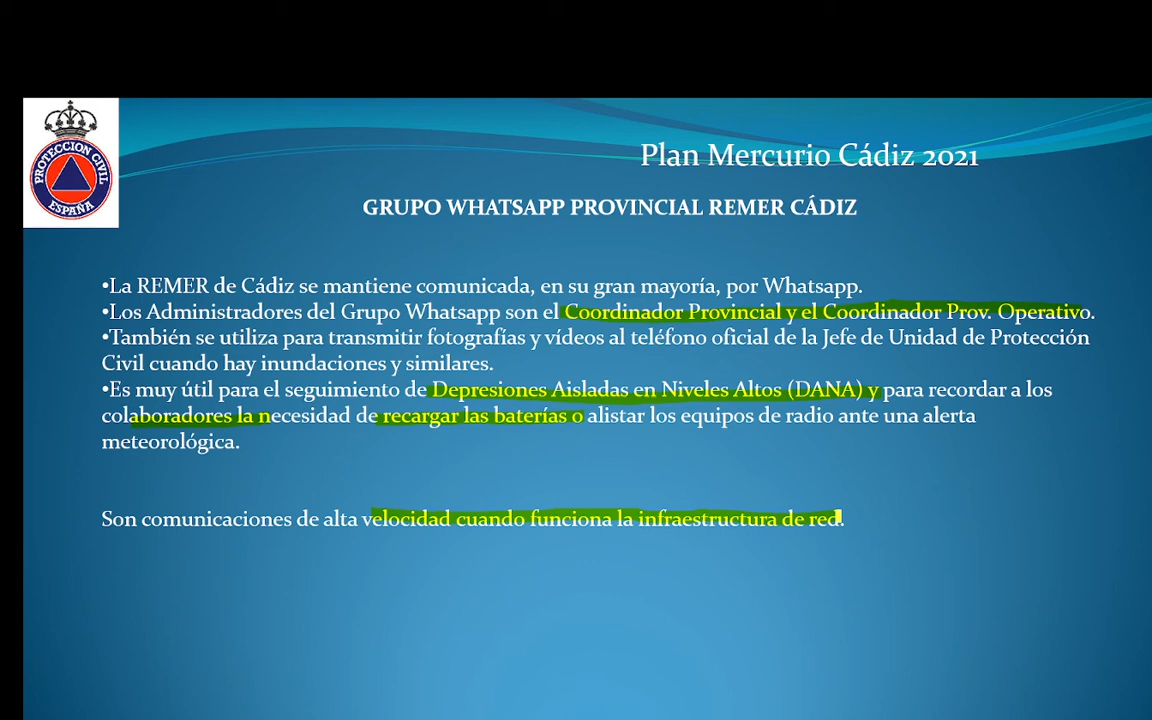 PROTECCION CIVIL
ESPAÑA
Plan Mercurio Cádiz 2021
GRUPO WHATSAPP PROVINCIAL REMER CÁDIZ
•La REMER de Cádiz se mantiene comunicada, en su gran mayoría, por Whatsapp.
•Los Administradores del Grupo Whatsapp son el Coordinador Provincial y el Coordinador Prov. Operativo.
•También se utiliza para transmitir fotografías y vídeos al teléfono oficial de la Jefe de Unidad de Protección
Civil cuando hay inundaciones y similares.
•Es muy útil para el seguimiento de Depresiones Aisladas en Niveles Altos (DANA) y para recordar a los
colaboradores la necesidad de recargar las baterías o alistar los equipos de radio ante una alerta
meteorológica.
Son comunicaciones de alta velocidad cuando funciona la infraestructura de red.